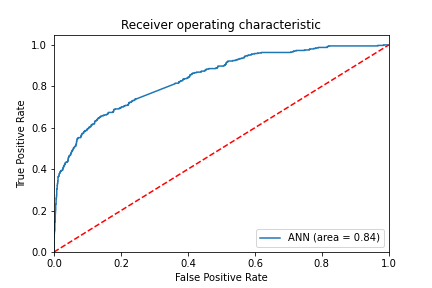 Receiver operating characteristic
1.0
0.8
0.6
0.4
0.2
0.0
True Positive Rate
ANN (area = 0.84)
0.0 0.2 0.4 0.6 0.8 1.0
False Positive Rate